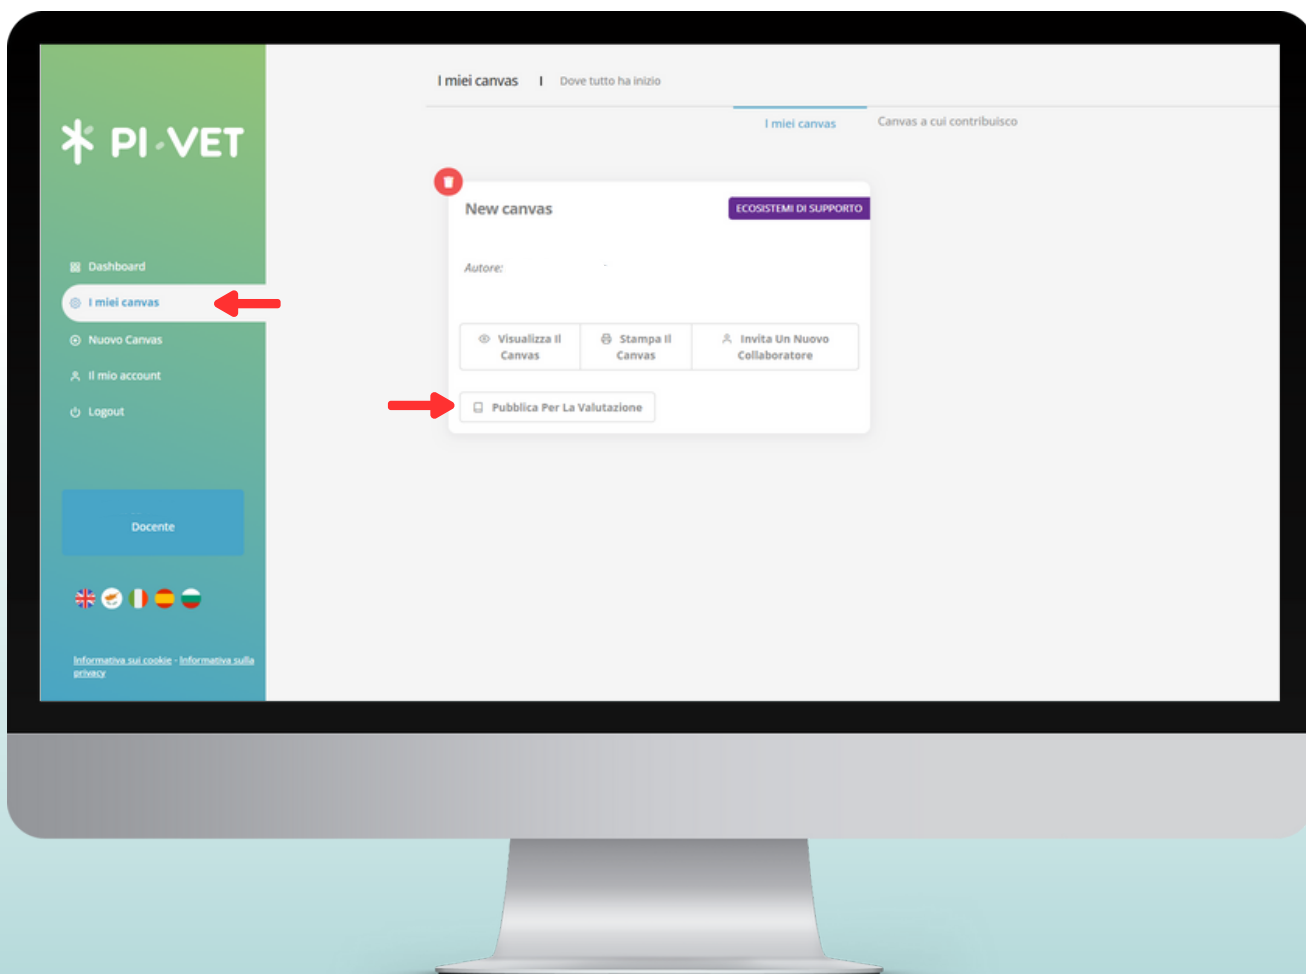 PI·VET
Dashboard
I miei canvas
Nuovo Canvas
Il mio account
Logout
Docente
Informativa sui cookie - Informativa sulla
privacy
I miei canvas | Dove tutto ha inizio
I miei canvas Canvas a cui contribuisco
New canvas ECOSISTEMI DI SUPPORTO
Autore: -
Visualizza Il
Canvas
Stampa Il
Canvas
Invita Un Nuovo
Collaboratore
Pubblica Per La Valutazione